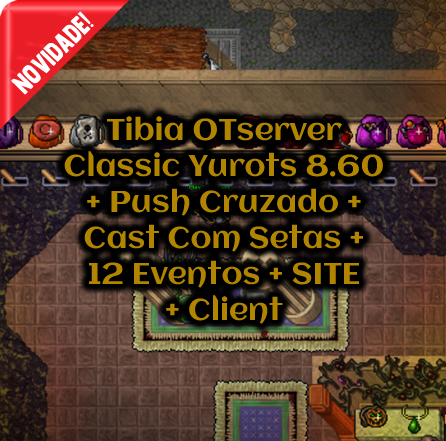 NOVIDADE!
Tibia OTserver
Classic Yurots 8.60
+ Push Cruzado +
Cast Com Setas +
12 Eventos + SITE
+ Client